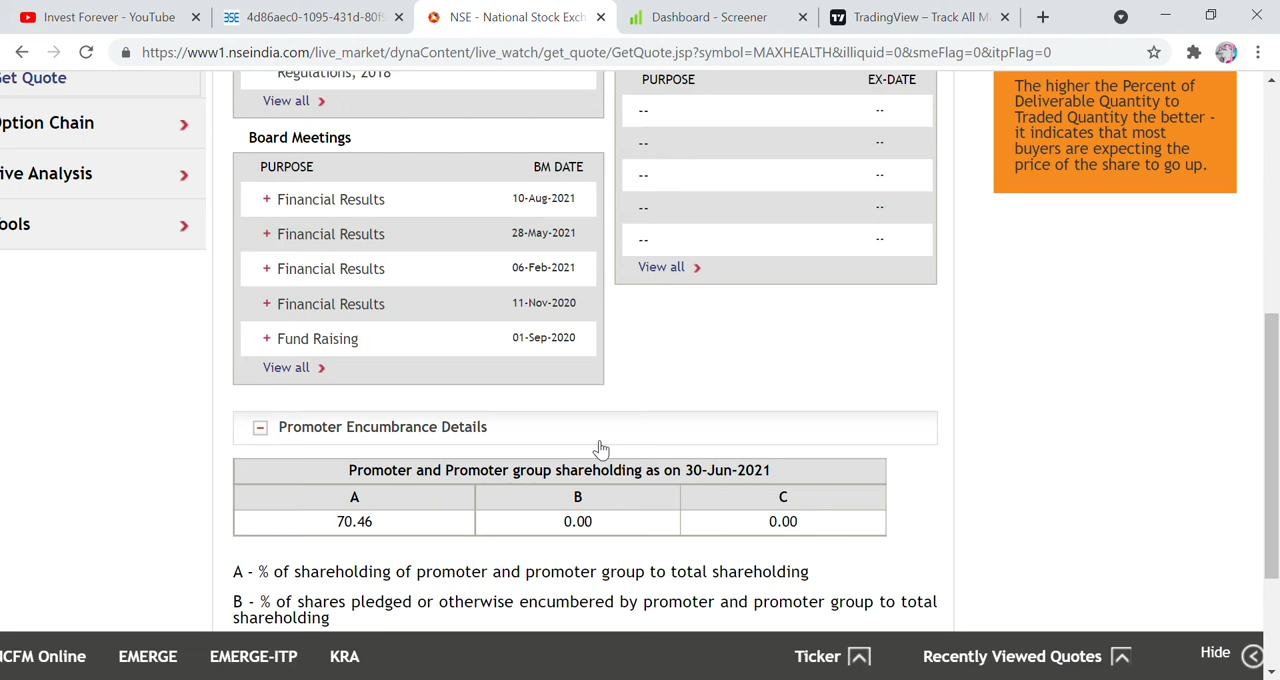 Invest Forever - YouTube
4d86aec0-1095-431d-80f9
NSE - National Stock Exch
Dashboard - Screener
TradingView – Track All M
https://www1.nseindia.com/live_market/dynaContent/live_watch/get_quote/GetQuote.jsp?symbol=MAXHEALTH&illiquid=0&smeFlag=0&itpFlag=0
Get Quote
Option Chain
ive Analysis
ools
Regulations, 2018
View all
Board Meetings
PURPOSE BM DATE
+ Financial Results 10-Aug-2021
+ Financial Results 28-May-2021
+ Financial Results 06-Feb-2021
+ Financial Results 11-Nov-2020
+ Fund Raising 01-Sep-2020
View all
PURPOSE EX-DATE
-- --
-- --
-- --
-- --
-- --
View all
The higher the Percent of
Deliverable Quantity to
Traded Quantity the better -
it indicates that most
buyers are expecting the
price of the share to go up.
Promoter Encumbrance Details
Promoter and Promoter group shareholding as on 30-Jun-2021
A B C
70.46 0.00 0.00
A - % of shareholding of promoter and promoter group to total shareholding
B - % of shares pledged or otherwise encumbered by promoter and promoter group to total
shareholding
NCFM Online EMERGE EMERGE-ITP KRA Ticker Recently Viewed Quotes Hide